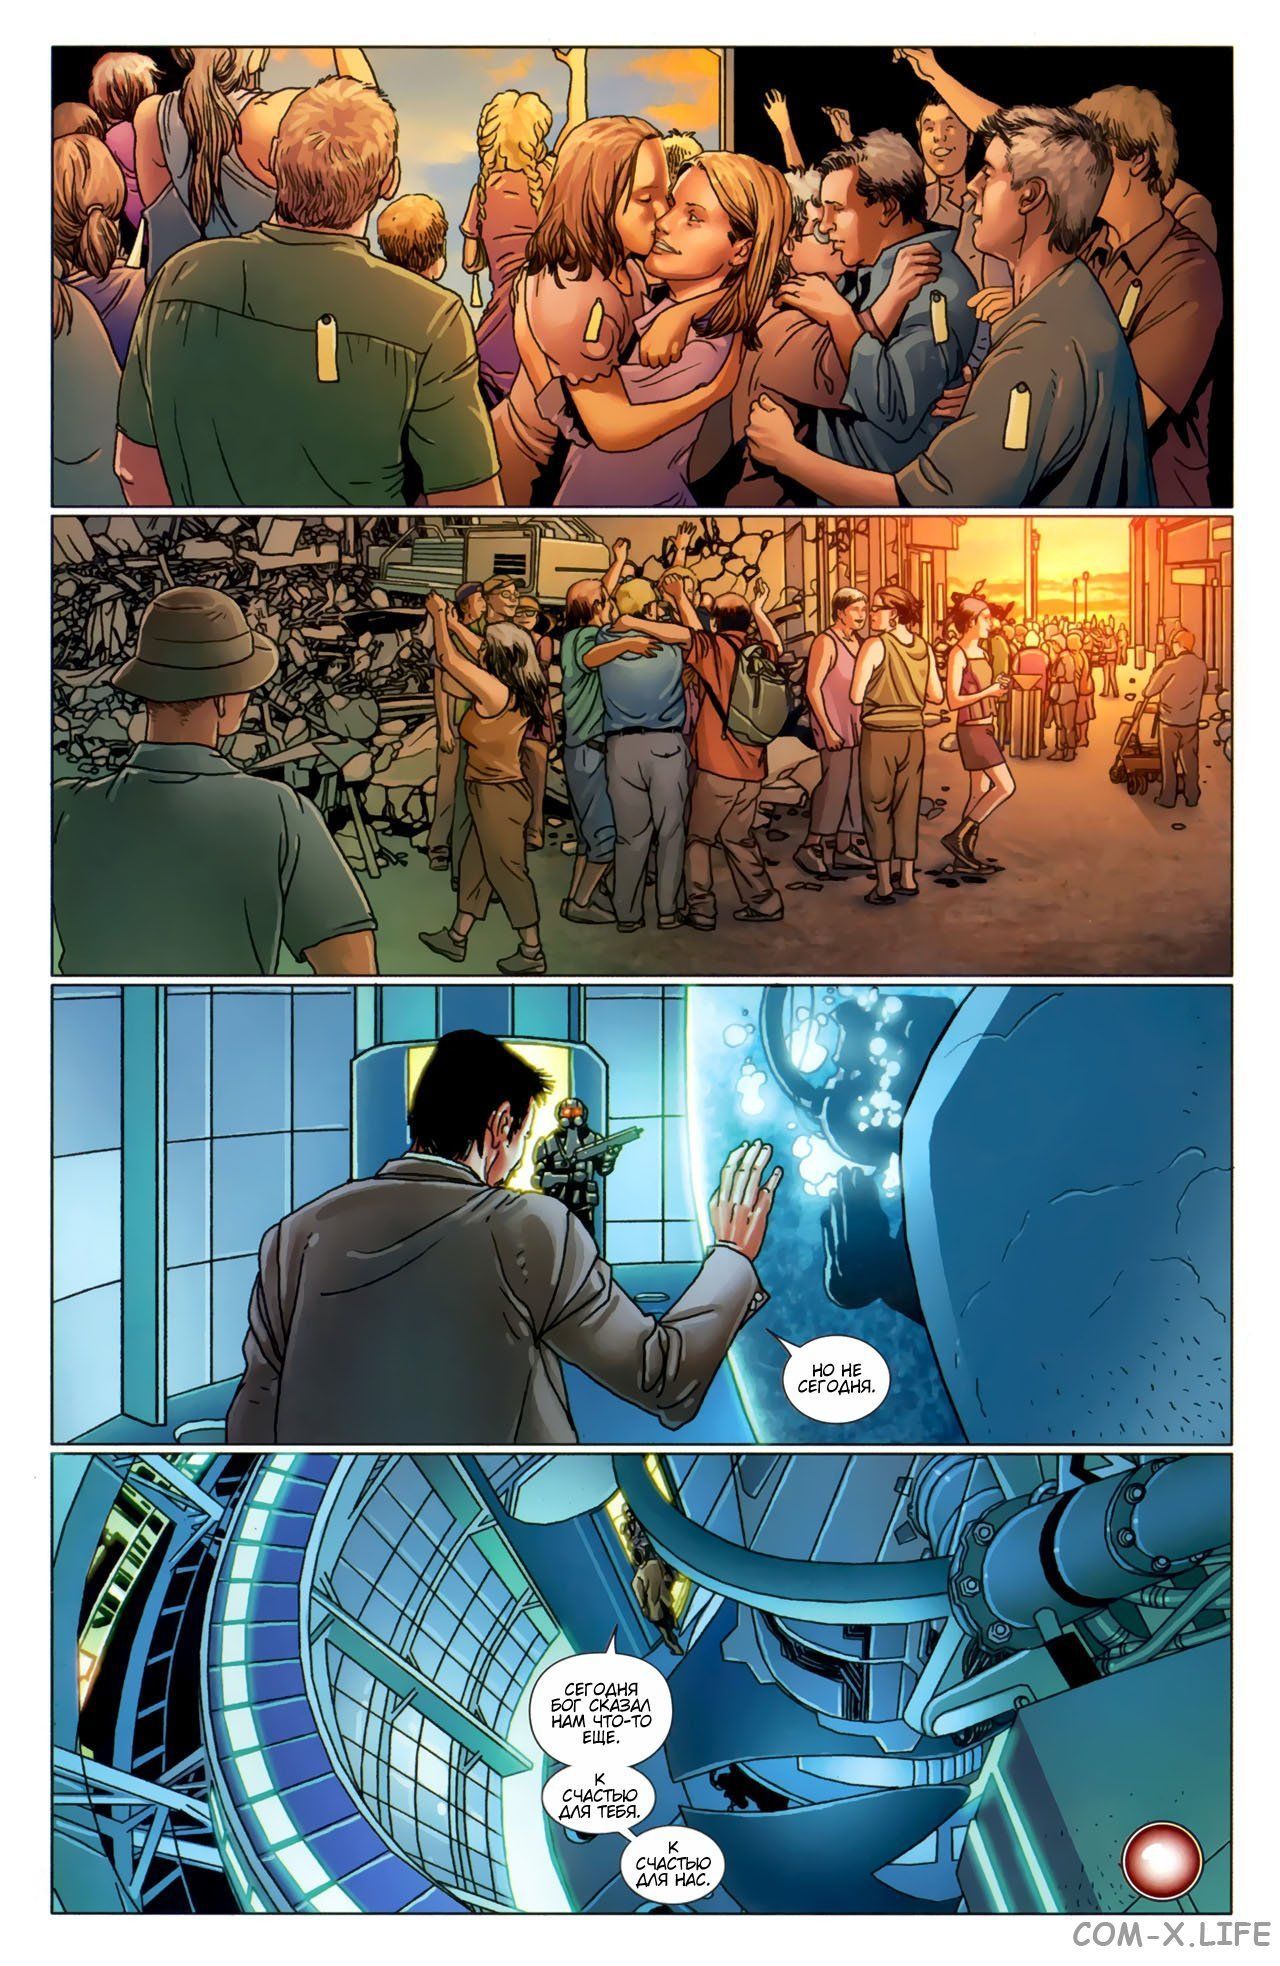 НО НЕ
СЕГОДНЯ.
СЕГОДНЯ
БОГ СКАЗАЛ
НАМ ЧТО-ТО
ЕЩЕ.
К
СЧАСТЬЮ
ДЛЯ ТЕБЯ.
К
СЧАСТЬЮ
ДЛЯ НАС.
COM-X.LIFE